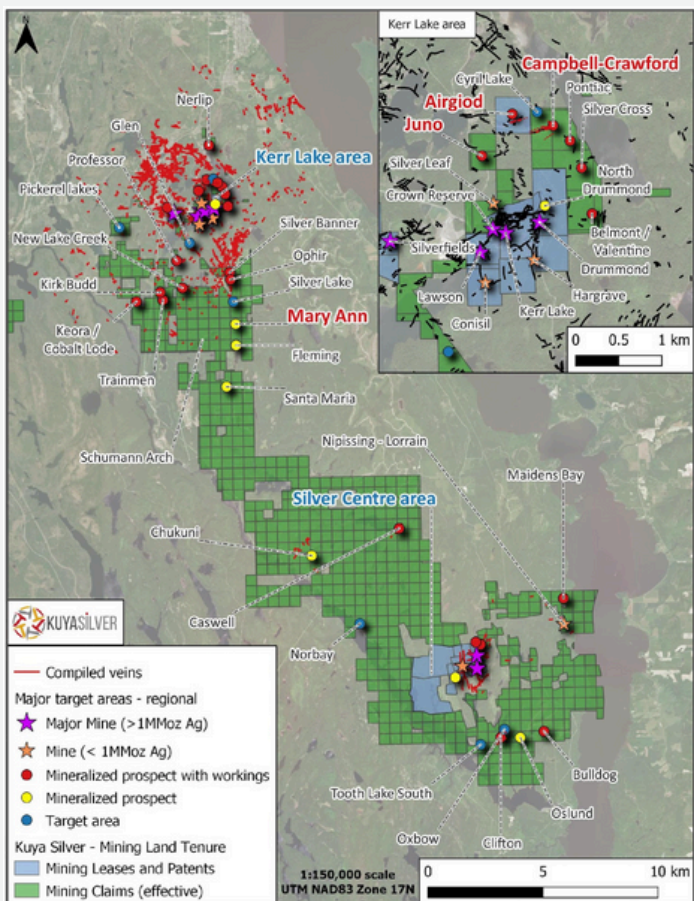 N
Nerlip
Glen
Professor
Kerr Lake area
Pickerel lakes
Silver Banner
New Lake Creek
Ophir
Kirk Budd
Silver Lake
Mary Ann
Keora /
Cobalt Lode
Fleming
Trainmen
Santa Maria
Schumann Arch
Nipissing - Lorrain
Maidens Bay
Silver Centre area
Chukuni
Caswell
Norbay
Bulldog
Tooth Lake South
Oslund
Oxbow
Clifton
Kerr Lake area
Campbell-Crawford
Cyril Lake
Pontiac
Airgiod
Silver Cross
Juno
Silver Leaf
North
Drummond
Crown Reserve
Silverfields
Belmont /
Valentine
Drummond
Lawson
Hargrave
Conisil
Kerr Lake
0 0.5 1 km
KUYASILVER
Compiled veins
Major target areas - regional
Major Mine (>1MMoz Ag)
Mine (< 1MMoz Ag)
Mineralized prospect with workings
Mineralized prospect
Target area
Kuya Silver - Mining Land Tenure
Mining Leases and Patents
Mining Claims (effective)
1:150,000 scale
UTM NAD83 Zone 17N
0 5 10 km